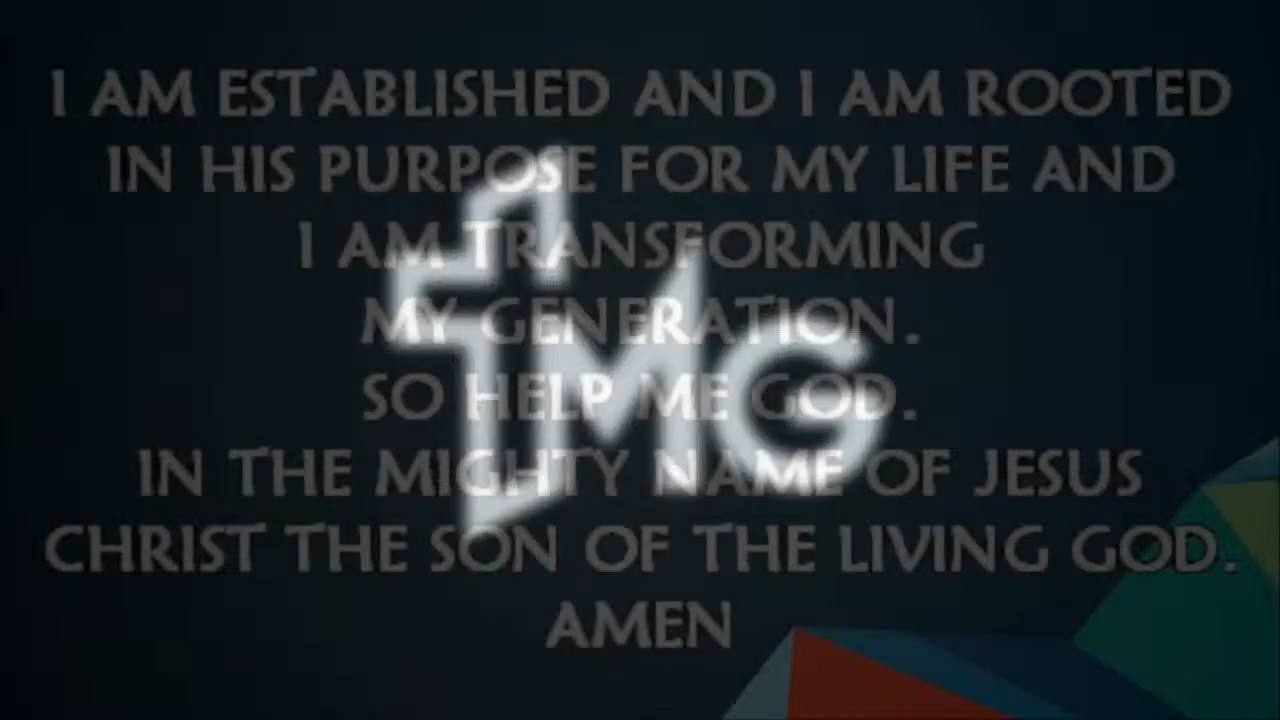 I AM ESTABLISHED AND I AM ROOTED
IN HIS PURPOSE FOR MY LIFE AND
I AM TRANSFORMING
MY GENERATION.
SO HELP ME GOD.
IN THE MIGHTY NAME OF JESUS
CHRIST THE SON OF THE LIVING GOD.
AMEN
TMG